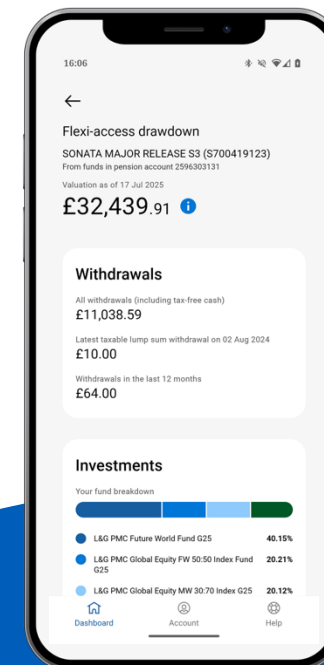 16:06
Flexi-access drawdown
SONATA MAJOR RELEASE S3 (S700419123)
From funds in pension account 2596303131
Valuation as of 17 Jul 2025
£32,439.91
Withdrawals
All withdrawals (including tax-free cash)
£11,038.59
Latest taxable lump sum withdrawal on 02 Aug 2024
£10.00
Withdrawals in the last 12 months
£64.00
Investments
Your fund breakdown
L&G PMC Future World Fund G25 40.15%
L&G PMC Global Equity FW 50:50 Index Fund 20.21%
G25
L&G PMC Global Equity MW 30:70 Index G25 20.12%
Dashboard Account Help